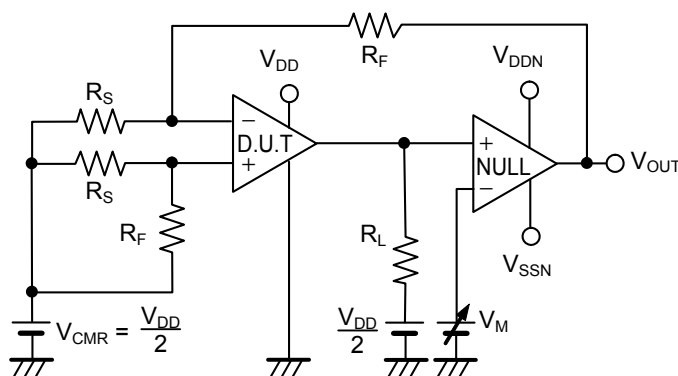 R_F
V_DD
V_DDN
R_S
−
D.U.T
+
R_S
+
NULL
−
V_OUT
R_F
R_L
V_SSN
V_CMR = V_DD/2
V_DD/2
V_M